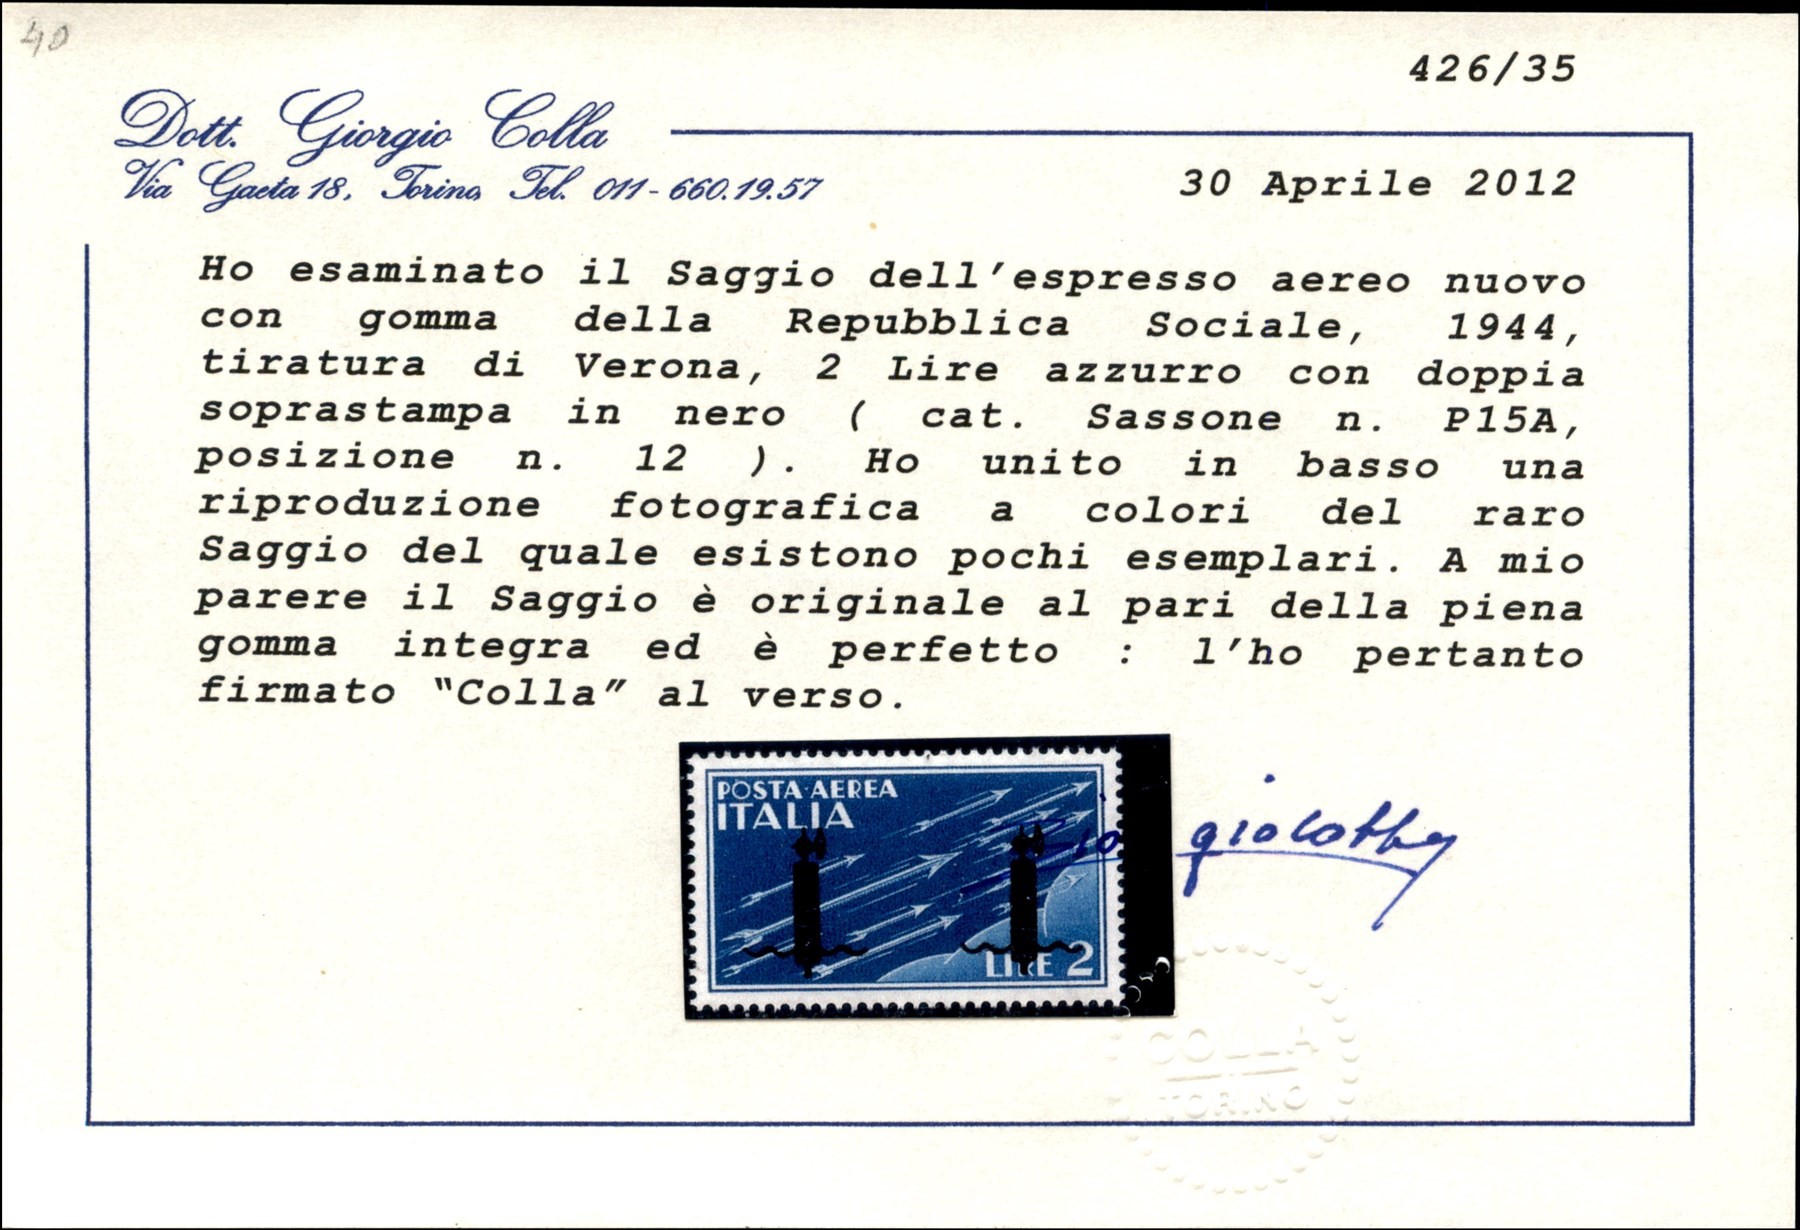 40
426/35
Dott. Giorgio Colla
Via Gaeta 18, Torino, Tel. 011-660.19.57
30 Aprile 2012
Ho esaminato il Saggio dell'espresso aereo nuovo
con gomma della Repubblica Sociale, 1944,
tiratura di Verona, 2 Lire azzurro con doppia
soprastampa in nero ( cat. Sassone n. P15A,
posizione n. 12 ). Ho unito in basso una
riproduzione fotografica a colori del raro
Saggio del quale esistono pochi esemplari. A mio
parere il Saggio è originale al pari della piena
gomma integra ed è perfetto : l'ho pertanto
firmato "Colla" al verso.
POSTA·AEREA
ITALIA
LIRE 2
COLLA
TORINO